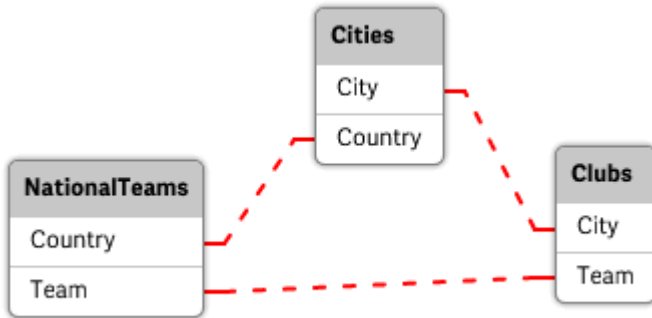 Cities
City
Country
NationalTeams
Country
Team
Clubs
City
Team